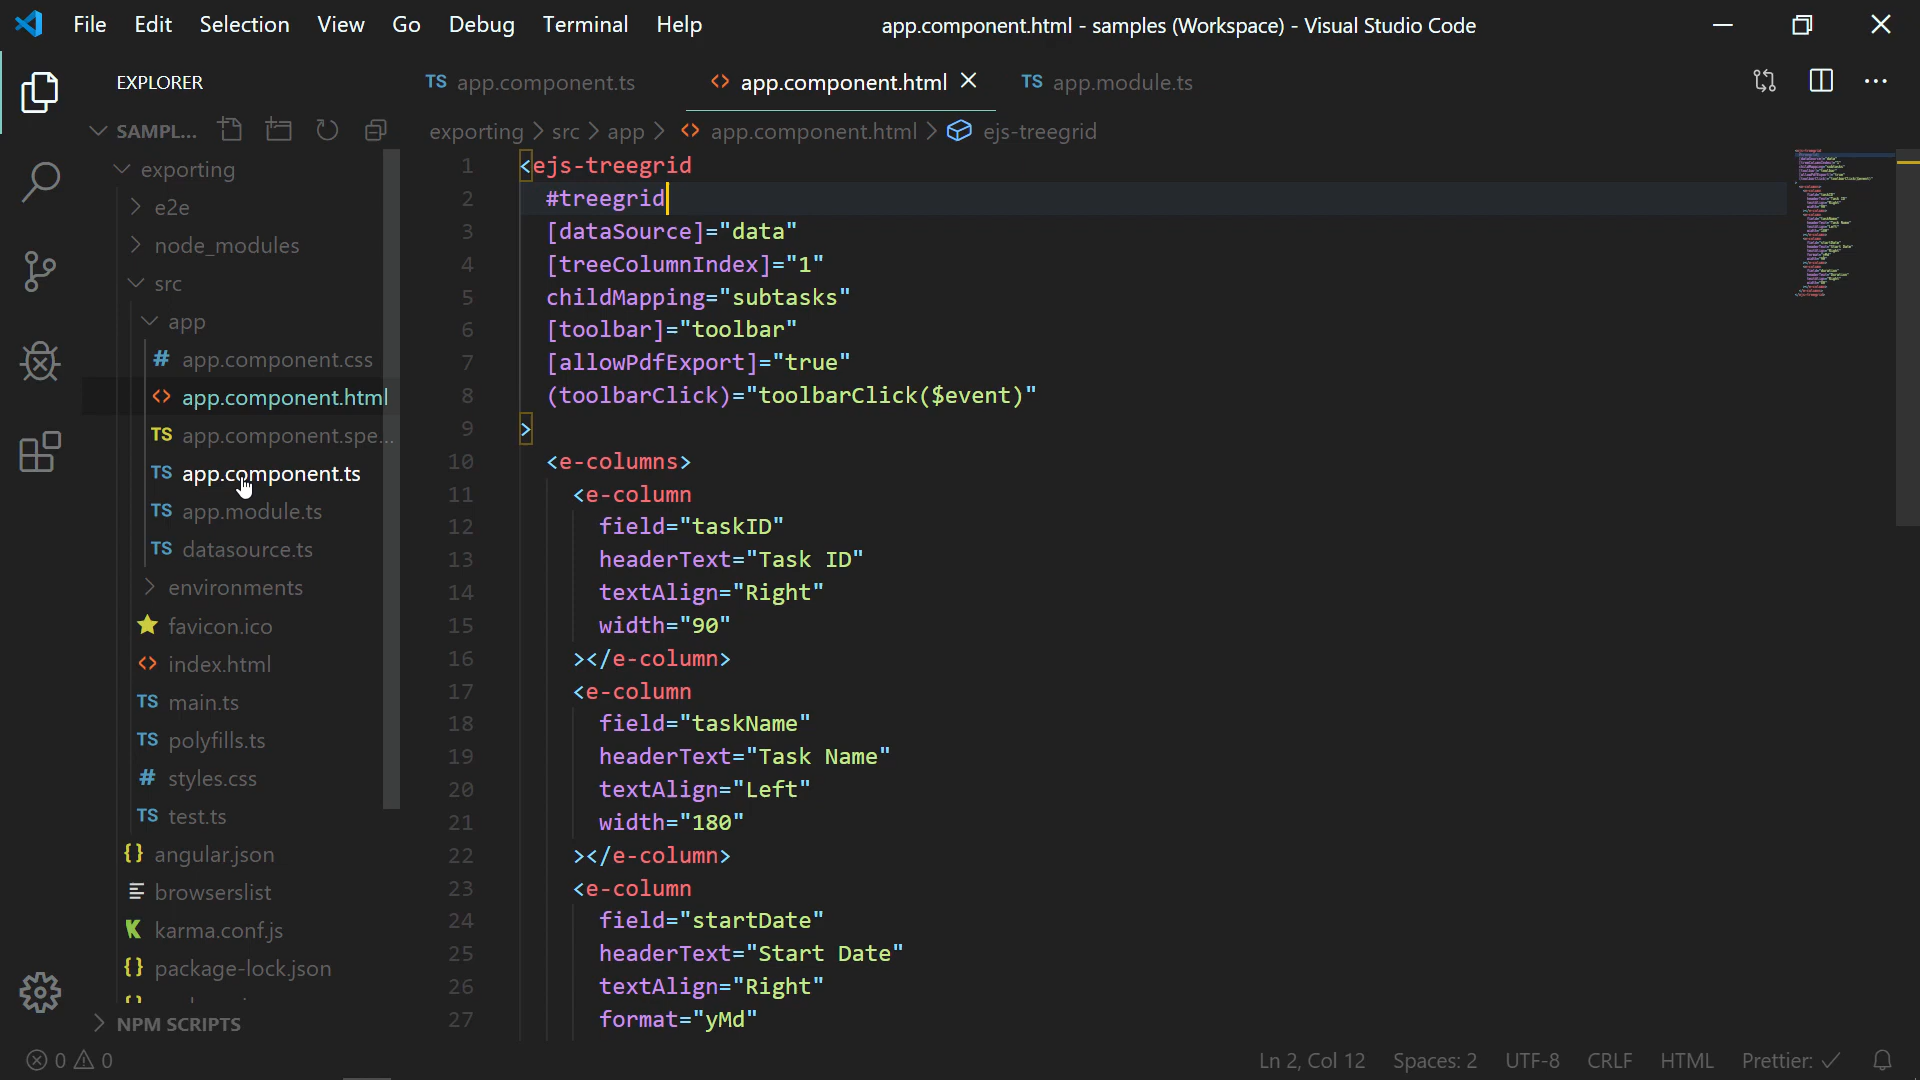 File Edit Selection View Go Debug Terminal Help
app.component.html - samples (Workspace) - Visual Studio Code
EXPLORER
SAMPL...
exporting
e2e
node_modules
src
app
# app.component.css
<> app.component.html
TS app.component.spe...
TS app.component.ts
TS app.module.ts
TS datasource.ts
environments
favicon.ico
<> index.html
TS main.ts
TS polyfills.ts
# styles.css
TS test.ts
{} angular.json
browserslist
K karma.conf.js
{} package-lock.json
NPM SCRIPTS
TS app.component.ts
<> app.component.html
TS app.module.ts
exporting > src > app > <> app.component.html > ejs-treegrid
1 <ejs-treegrid
2 #treegrid
3 [dataSource]="data"
4 [treeColumnIndex]="1"
5 childMapping="subtasks"
6 [toolbar]="toolbar"
7 [allowPdfExport]="true"
8 (toolbarClick)="toolbarClick($event)"
9 >
10 <e-columns>
11 <e-column
12 field="taskID"
13 headerText="Task ID"
14 textAlign="Right"
15 width="90"
16 ></e-column>
17 <e-column
18 field="taskName"
19 headerText="Task Name"
20 textAlign="Left"
21 width="180"
22 ></e-column>
23 <e-column
24 field="startDate"
25 headerText="Start Date"
26 textAlign="Right"
27 format="yMd"
0 0
Ln 2, Col 12 Spaces: 2 UTF-8 CRLF HTML Prettier: ✓